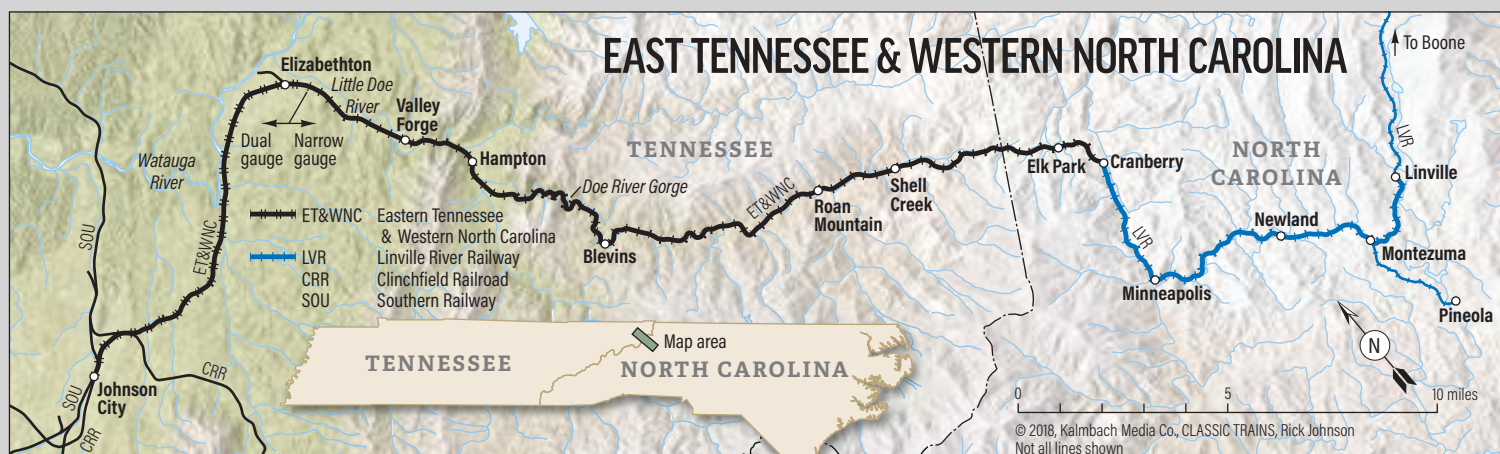 EAST TENNESSEE & WESTERN NORTH CAROLINA
To Boone
Elizabethton
Little Doe
River
Valley
Forge
Dual
gauge
Narrow
gauge
Watauga
River
Hampton
Doe River Gorge
TENNESSEE
NORTH
CAROLINA
LVR
Linville
Elk Park
Cranberry
Shell
Creek
Roan
Mountain
ET&WNC
Blevins
Newland
LVR
Montezuma
Minneapolis
Pineola
SOU
ET&WNC
ET&WNC Eastern Tennessee
& Western North Carolina
LVR Linville River Railway
CRR Clinchfield Railroad
SOU Southern Railway
TENNESSEE
Map area
NORTH CAROLINA
N
CRR
Johnson
City
SOU
CRR
0 5 10 miles
© 2018, Kalmbach Media Co., CLASSIC TRAINS, Rick Johnson
Not all lines shown